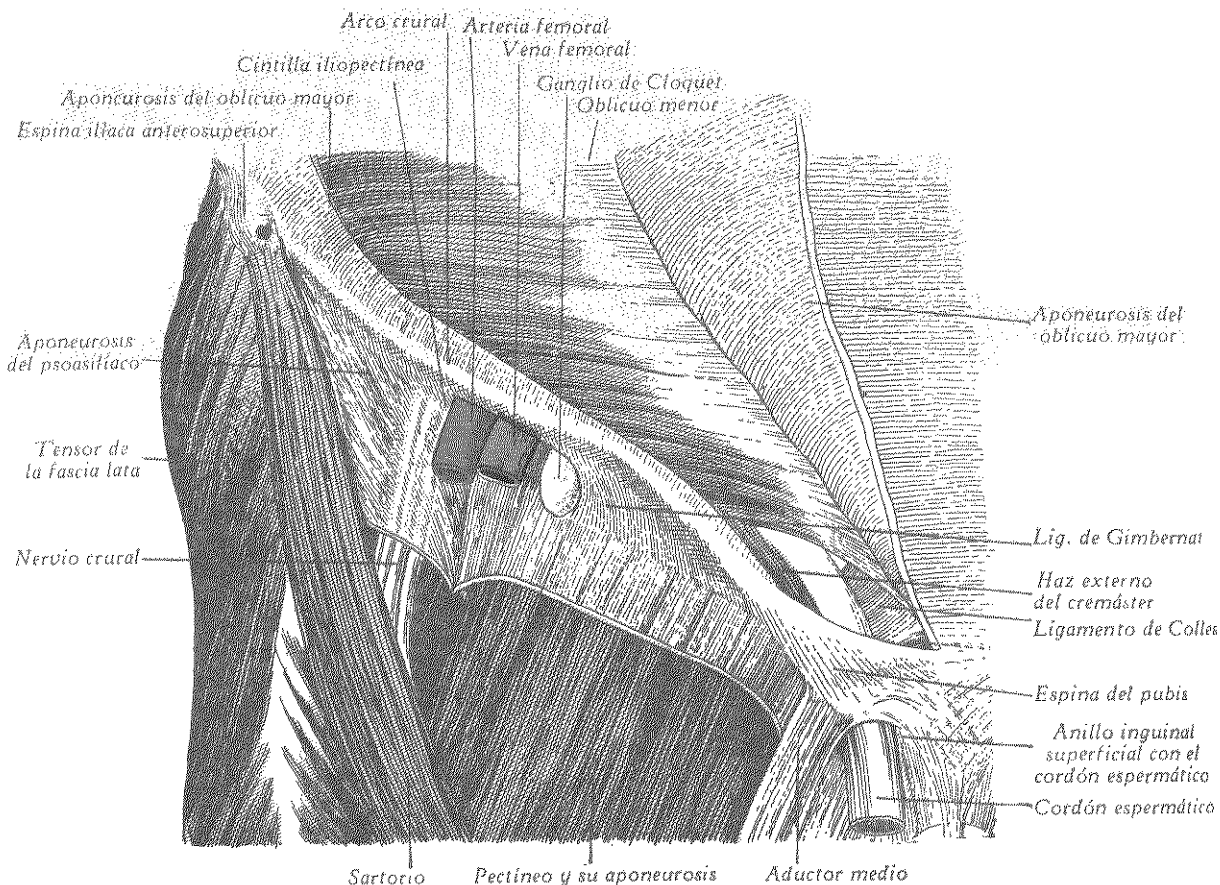 Arco crural
Arteria femoral
Vena femoral
Cintilla iliopectínea
Ganglio de Cloquet
Oblicuo menor
Aponeurosis del oblicuo mayor
Espina ilíaca anterosuperior
Aponeurosis del
oblicuo mayor
Aponeurosis
del psoasilíaco
Tensor de
la fascia lata
Nervio crural
Lig. de Gimbernat
Haz externo
del cremáster
Ligamento de Colles
Espina del pubis
Anillo inguinal
superficial con el
cordón espermático
Cordón espermático
Sartorio
Pectíneo y su aponeurosis
Aductor medio